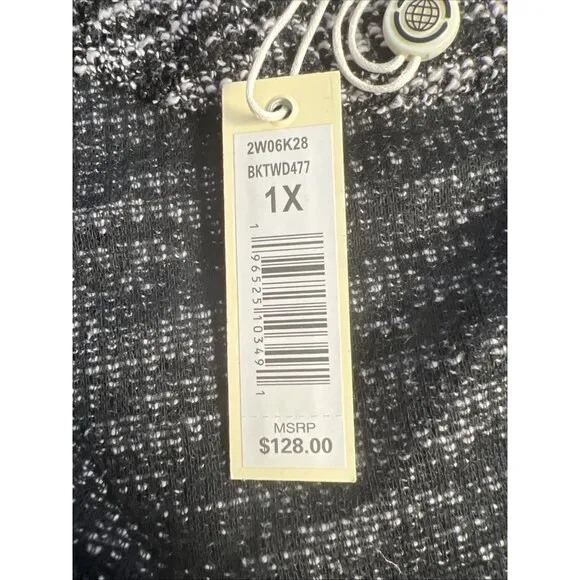 2W06K28
BKTWD477
1X
1 96525 10349 1
MSRP
$128.00